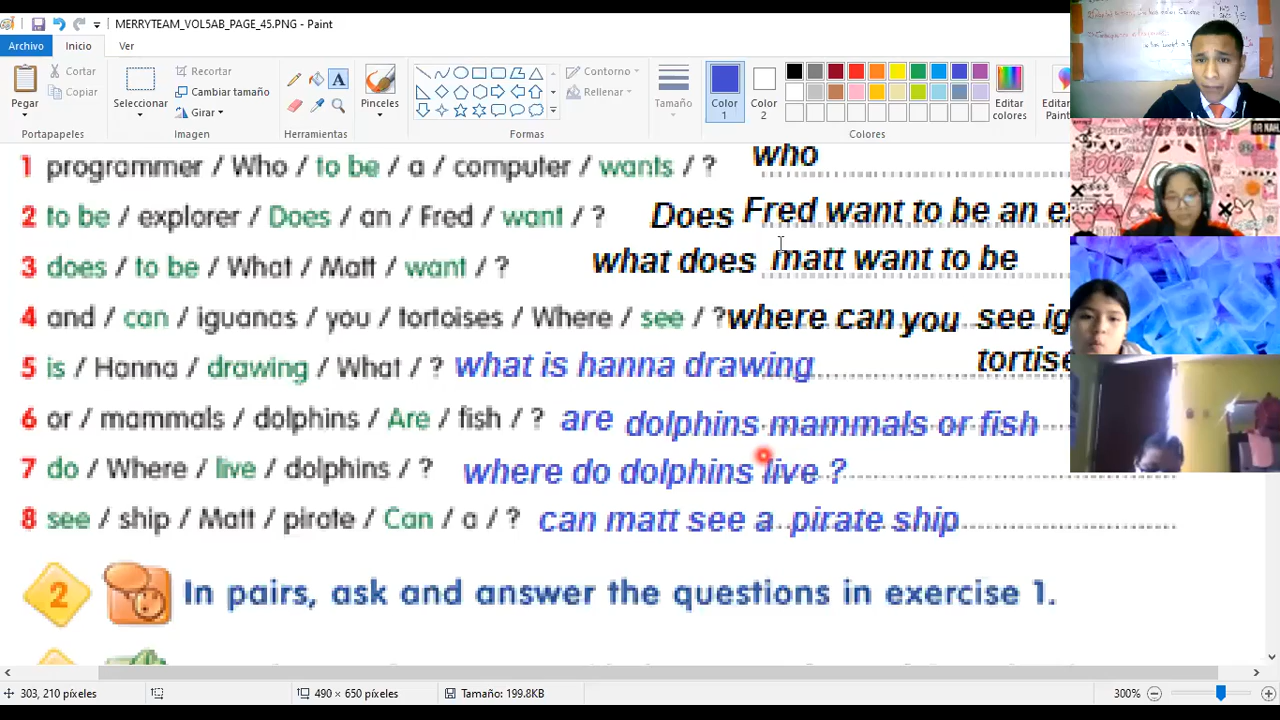 MERRYTEAM_VOL5AB_PAGE_45.PNG - Paint
Archivo Inicio Ver
Pegar
Cortar
Copiar
Portapapeles
Seleccionar
Recortar
Cambiar tamaño
Girar
Imagen
A
Herramientas
Pinceles
Contorno
Rellenar
Formas
Tamaño
Color 1
Color 2
Editar colores
Colores
Editar
1 programmer / Who / to be / a / computer / wants / ? who
2 to be / explorer / Does / an / Fred / want / ? Does Fred want to be an
3 does / to be / What / Matt / want / ? what does matt want to be
4 and / can / iguanas / you / tortoises / Where / see / ? where can you see ig
tortise
5 is / Hanna / drawing / What / ? what is hanna drawing
6 or / mammals / dolphins / Are / fish / ? are dolphins mammals or fish
7 do / Where / live / dolphins / ? where do dolphins live ?
8 see / ship / Matt / pirate / Can / a / ? can matt see a pirate ship
2 In pairs, ask and answer the questions in exercise 1.
303, 210 píxeles
490 × 650 píxeles
Tamaño: 199.8KB
300%
POW
OR NAH.